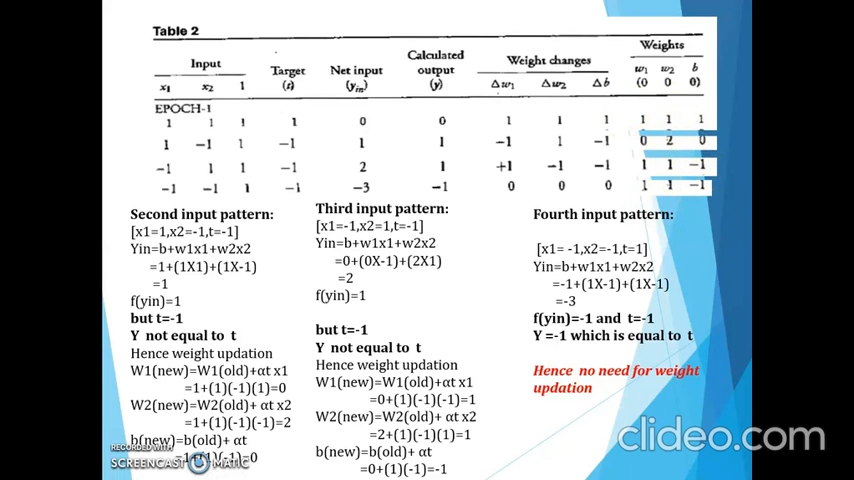 Table 2
Input Target Net input Calculated output Weight changes Weights
x1 x2 1 (t) (yin) (y) Δw1 Δw2 Δb w1 w2 b
(0 0 0)
EPOCH-1
1 1 1 1 0 0 1 1 1 1 1 1
1 −1 1 −1 1 1 −1 1 −1 0 2 0
−1 1 1 −1 2 1 +1 −1 −1 1 1 −1
−1 −1 1 −1 −3 −1 0 0 0 1 1 −1
Second input pattern:
[x1=1,x2=-1,t=-1]
Yin=b+w1x1+w2x2
=1+(1X1)+(1X-1)
=1
f(yin)=1
but t=-1
Y not equal to t
Hence weight updation
W1(new)=W1(old)+αt x1
=1+(1)(-1)(1)=0
W2(new)=W2(old)+ αt x2
=1+(1)(-1)(-1)=2
b(new)=b(old)+ αt
=1+(1)(-1)=0
Third input pattern:
[x1=-1,x2=1,t=-1]
Yin=b+w1x1+w2x2
=0+(0X-1)+(2X1)
=2
f(yin)=1
but t=-1
Y not equal to t
Hence weight updation
W1(new)=W1(old)+αt x1
=0+(1)(-1)(-1)=1
W2(new)=W2(old)+ αt x2
=2+(1)(-1)(1)=1
b(new)=b(old)+ αt
=0+(1)(-1)=-1
Fourth input pattern:
[x1= -1,x2=-1,t=1]
Yin=b+w1x1+w2x2
=-1+(1X-1)+(1X-1)
=-3
f(yin)=-1 and t=-1
Y =-1 which is equal to t
Hence no need for weight
updation
RECORDED WITH
SCREENCAST MATIC
clideo.com